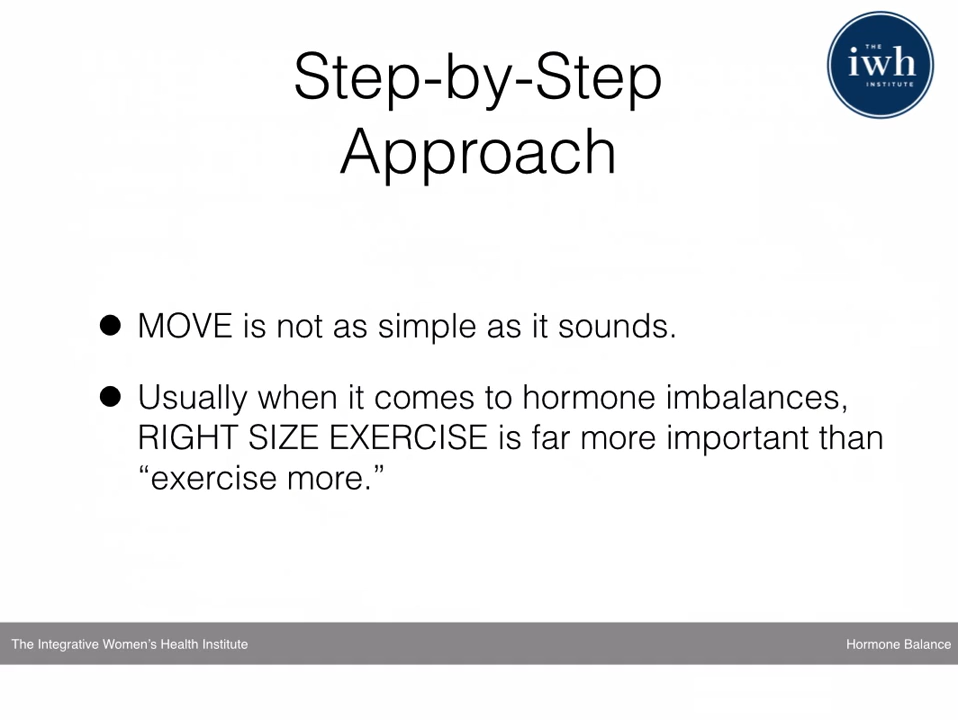 Step-by-Step
Approach
THE
iwh
INSTITUTE
● MOVE is not as simple as it sounds.
● Usually when it comes to hormone imbalances,
RIGHT SIZE EXERCISE is far more important than
“exercise more.”
The Integrative Women’s Health Institute
Hormone Balance